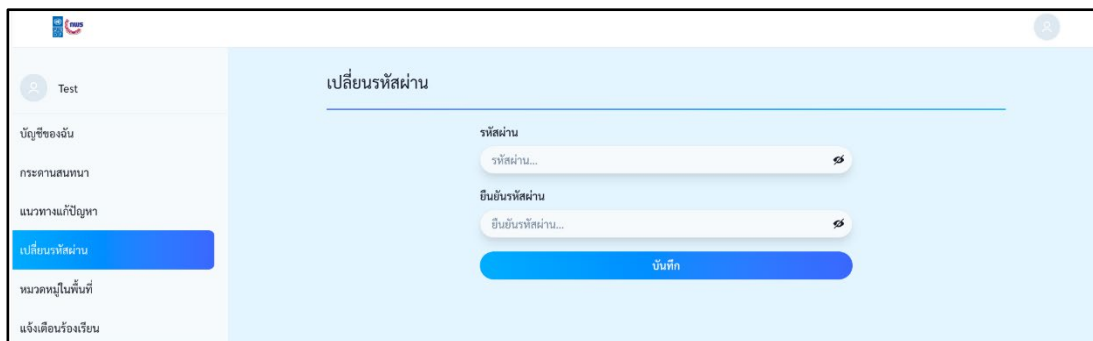 กขป
Test
เปลี่ยนรหัสผ่าน
บัญชีของฉัน
กระดานสนทนา
แนวทางแก้ปัญหา
เปลี่ยนรหัสผ่าน
หมวดหมู่ในพื้นที่
แจ้งเตือนร้องเรียน
รหัสผ่าน
รหัสผ่าน...
ยืนยันรหัสผ่าน
ยืนยันรหัสผ่าน...
บันทึก